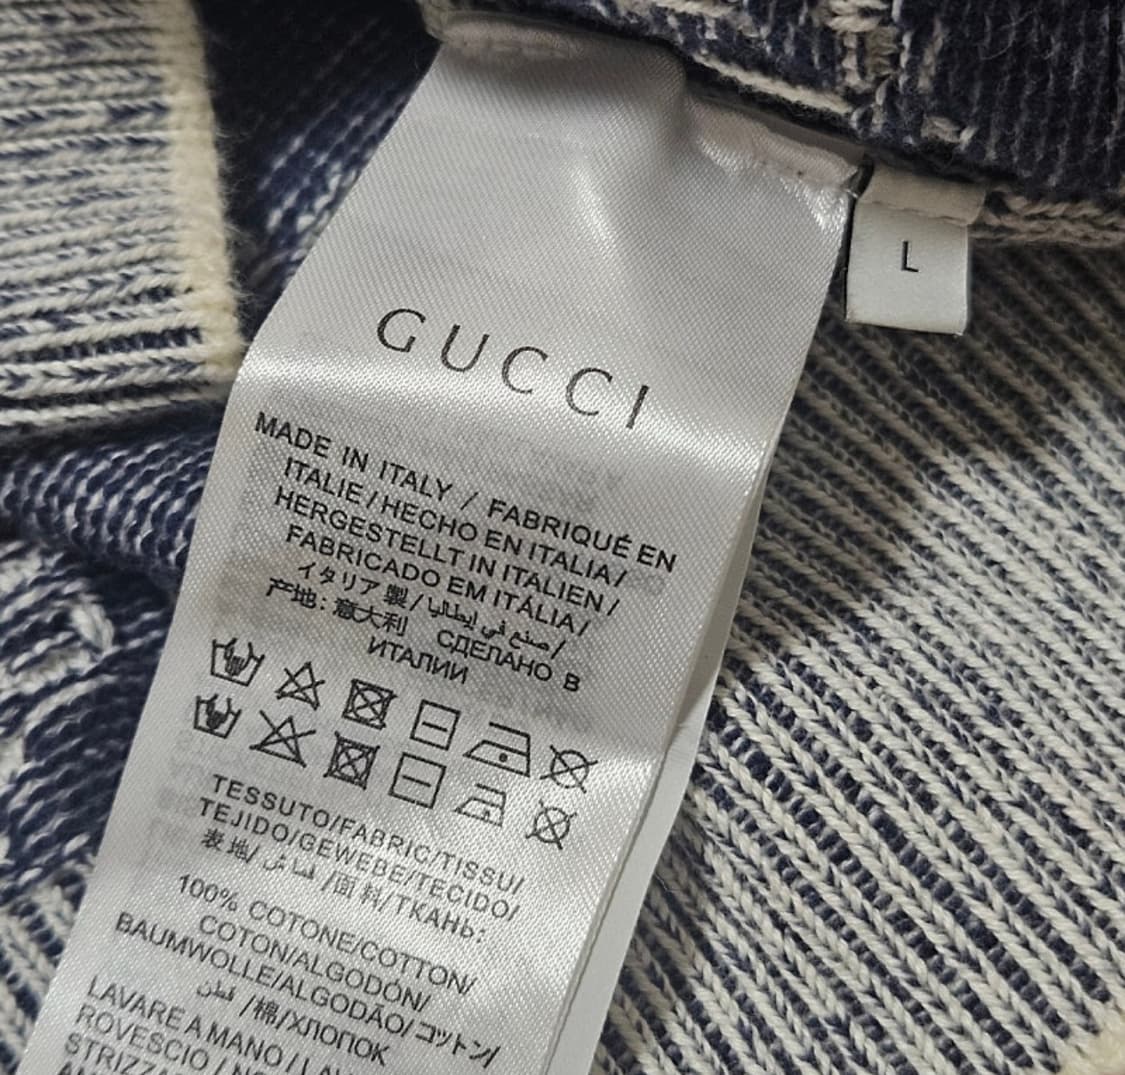 L
GUCCI
MADE IN ITALY / FABRIQUÉ EN
ITALIE / HECHO EN ITALIA /
HERGESTELLT IN ITALIEN /
FABRICADO EM ITÁLIA /
イタリア 製 / صنع في إيطاليا /
产地: 意大利 СДЕЛАНО В
ИТАЛИИ
TESSUTO/FABRIC/TISSU/
TEJIDO/GEWEBE/TECIDO/
表地/ قماش /面料/ТКАНЬ:
100% COTONE/COTTON/
COTON/ALGODÓN/
BAUMWOLLE/ALGODÃO/コットン/
قطن /棉/ХЛОПОК
LAVARE A MANO /
ROVESCIO /